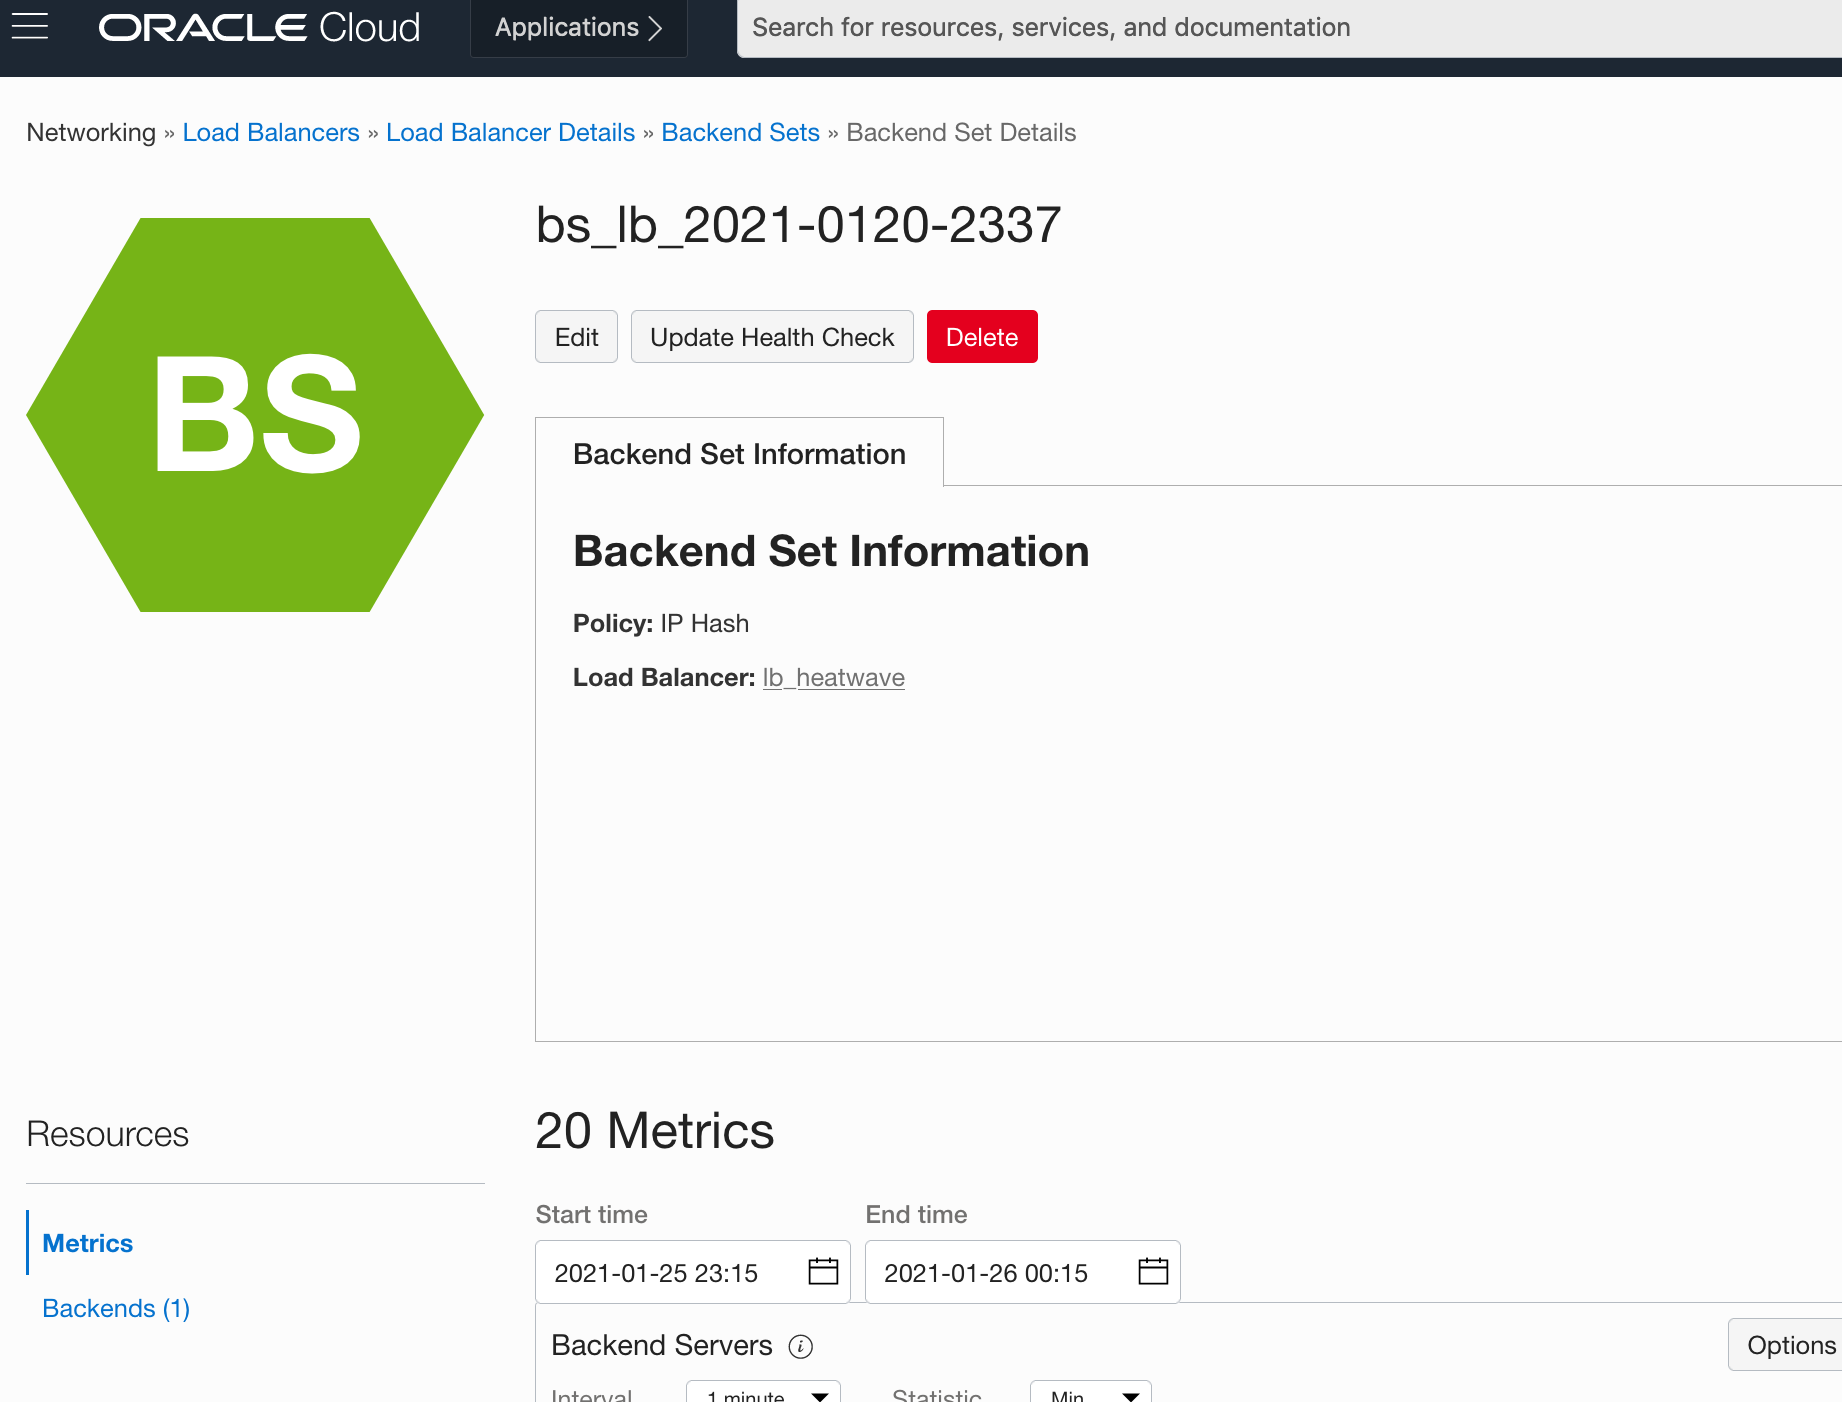 ORACLE Cloud
Applications
Search for resources, services, and documentation
Networking » Load Balancers » Load Balancer Details » Backend Sets » Backend Set Details
BS
bs_lb_2021-0120-2337
Edit
Update Health Check
Delete
Backend Set Information
Backend Set Information
Policy: IP Hash
Load Balancer: lb_heatwave
Resources
Metrics
Backends (1)
20 Metrics
Start time
End time
2021-01-25 23:15
2021-01-26 00:15
Backend Servers
Options
Interval
1 minute
Statistic
Min